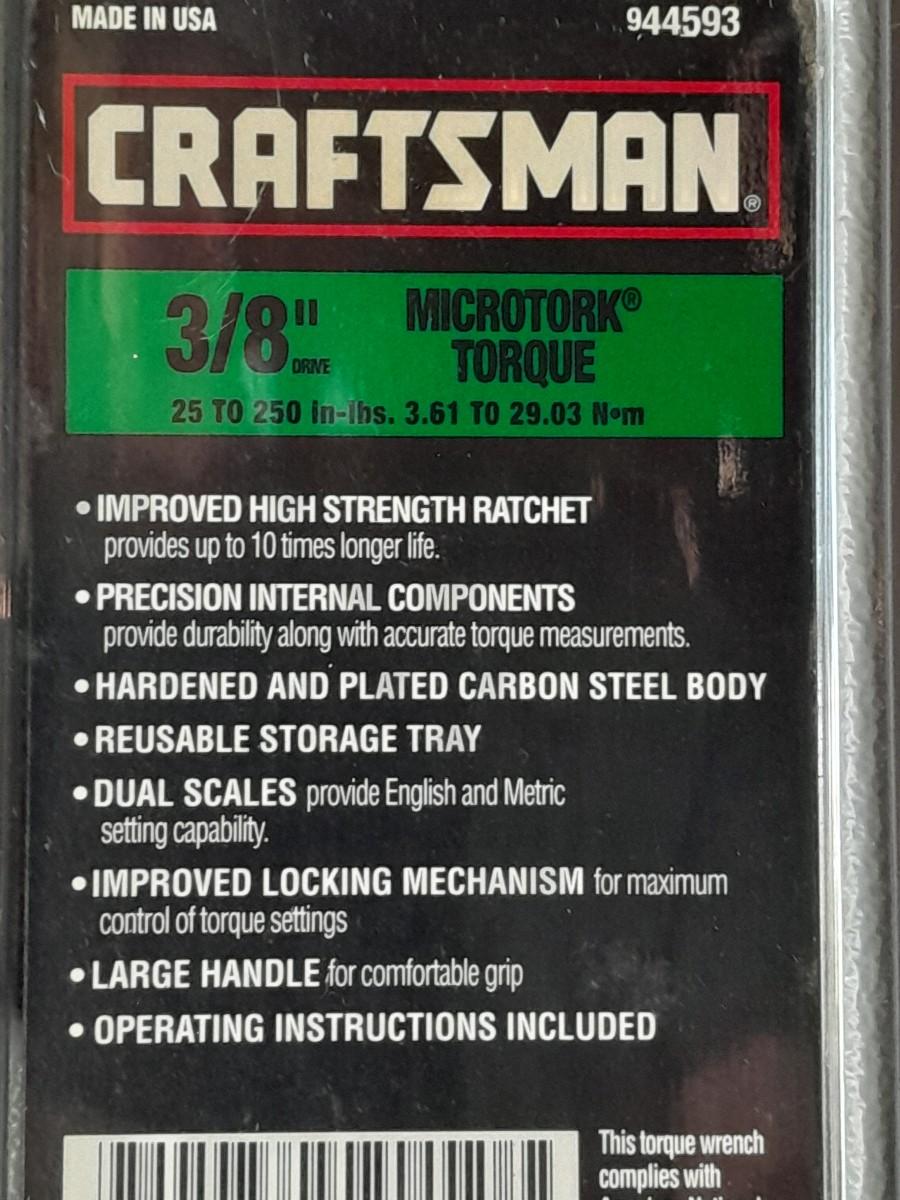 MADE IN USA
944593
CRAFTSMAN®
3/8" DRIVE
MICROTORK®
TORQUE
25 TO 250 in-lbs. 3.61 TO 29.03 N•m
• IMPROVED HIGH STRENGTH RATCHET
provides up to 10 times longer life.
• PRECISION INTERNAL COMPONENTS
provide durability along with accurate torque measurements.
• HARDENED AND PLATED CARBON STEEL BODY
• REUSABLE STORAGE TRAY
• DUAL SCALES provide English and Metric
setting capability.
• IMPROVED LOCKING MECHANISM for maximum
control of torque settings
• LARGE HANDLE for comfortable grip
• OPERATING INSTRUCTIONS INCLUDED
This torque wrench
complies with